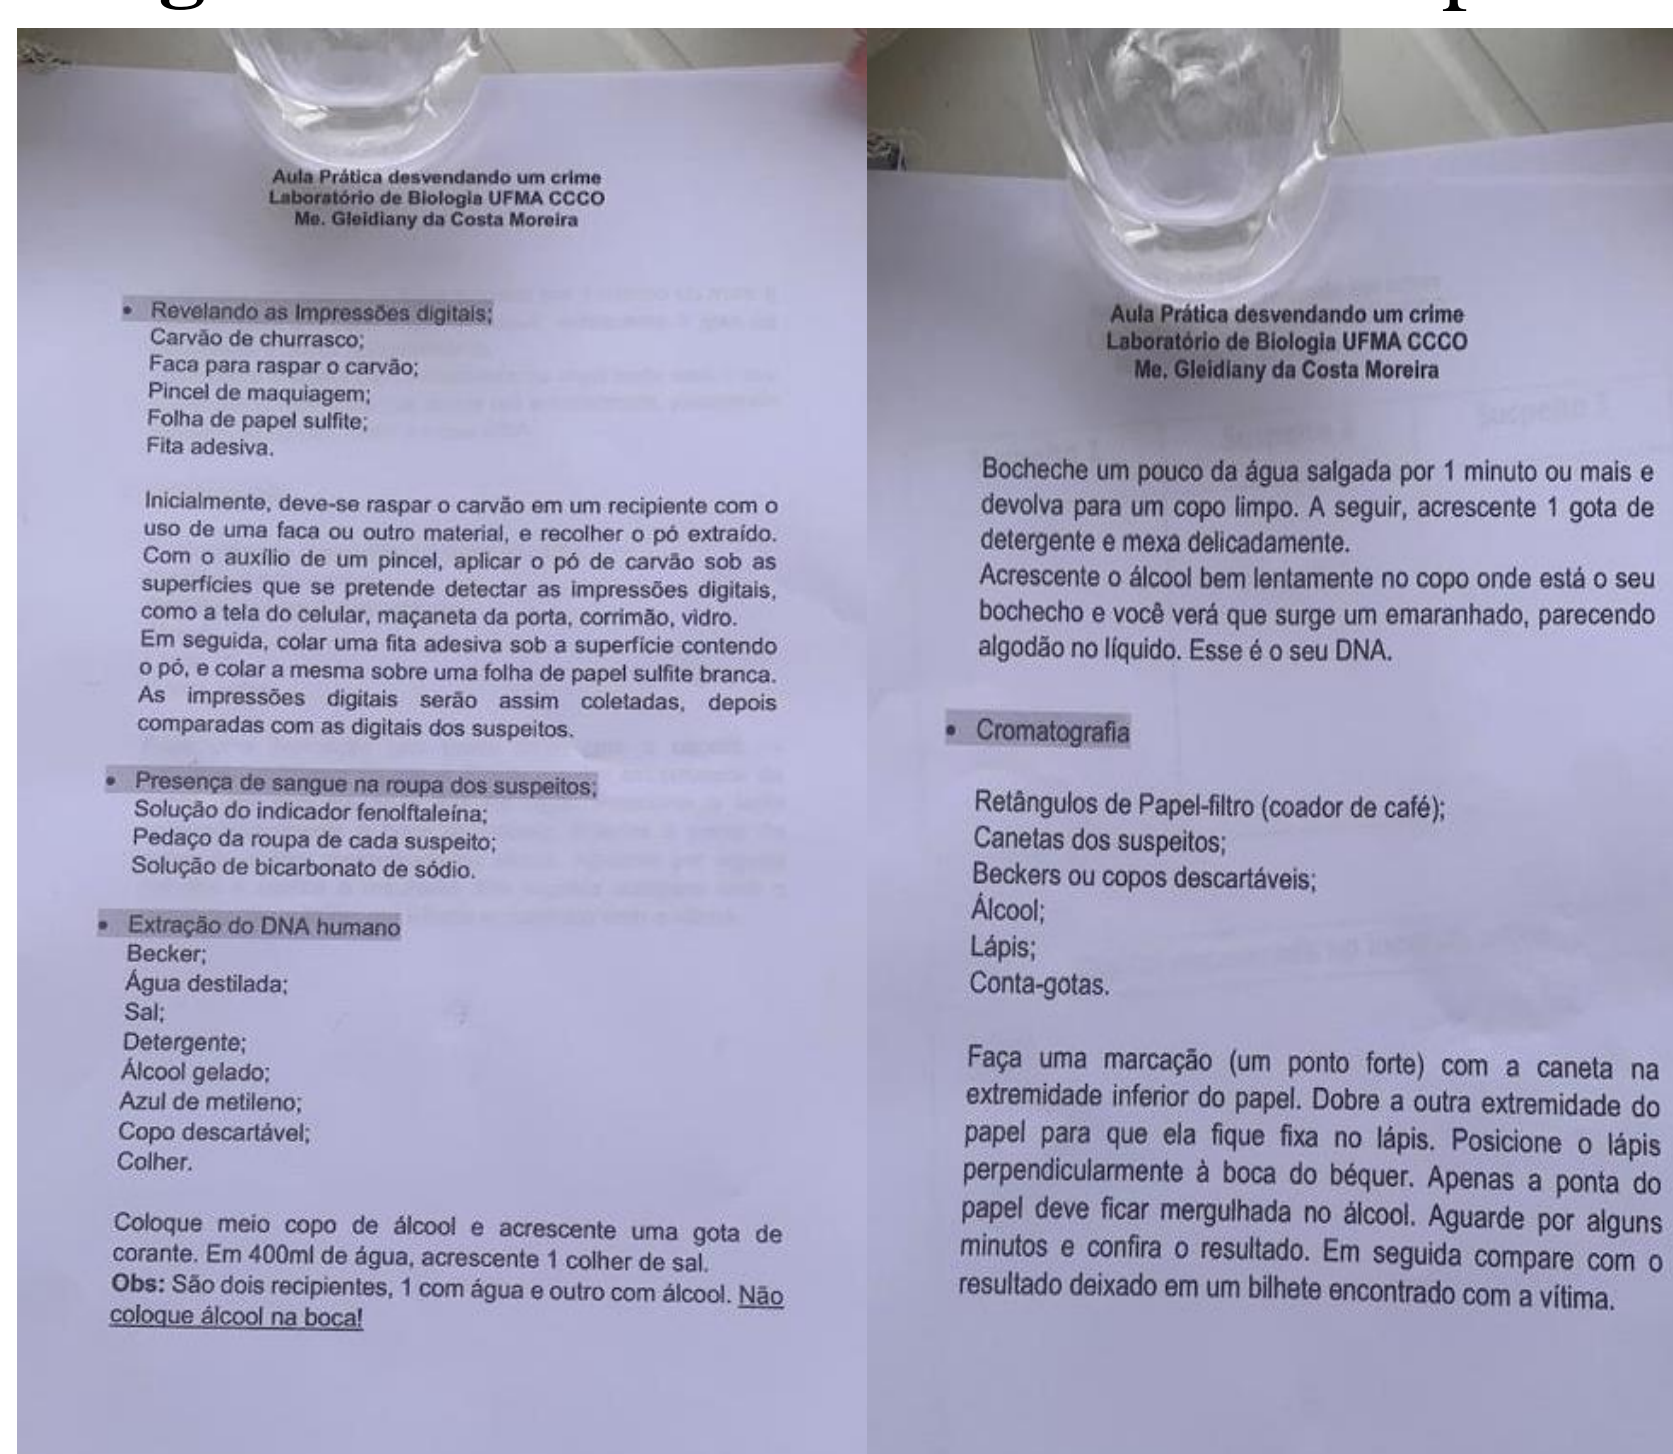 Aula Prática desvendando um crime
Laboratório de Biologia UFMA CCCO
Me. Gleidiany da Costa Moreira
• Revelando as Impressões digitais;
Carvão de churrasco;
Faca para raspar o carvão;
Pincel de maquiagem;
Folha de papel sulfite;
Fita adesiva.
Inicialmente, deve-se raspar o carvão em um recipiente com o
uso de uma faca ou outro material, e recolher o pó extraído.
Com o auxílio de um pincel, aplicar o pó de carvão sob as
superfícies que se pretende detectar as impressões digitais,
como a tela do celular, maçaneta da porta, corrimão, vidro.
Em seguida, colar uma fita adesiva sob a superfície contendo
o pó, e colar a mesma sobre uma folha de papel sulfite branca.
As impressões digitais serão assim coletadas, depois
comparadas com as digitais dos suspeitos.
• Presença de sangue na roupa dos suspeitos;
Solução do indicador fenolftaleína;
Pedaço da roupa de cada suspeito;
Solução de bicarbonato de sódio.
• Extração do DNA humano
Becker;
Água destilada;
Sal;
Detergente;
Álcool gelado;
Azul de metileno;
Copo descartável;
Colher.
Coloque meio copo de álcool e acrescente uma gota de
corante. Em 400ml de água, acrescente 1 colher de sal.
Obs: São dois recipientes, 1 com água e outro com álcool. Não
coloque álcool na boca!
Aula Prática desvendando um crime
Laboratório de Biologia UFMA CCCO
Me. Gleidiany da Costa Moreira
Bocheche um pouco da água salgada por 1 minuto ou mais e
devolva para um copo limpo. A seguir, acrescente 1 gota de
detergente e mexa delicadamente.
Acrescente o álcool bem lentamente no copo onde está o seu
bochecho e você verá que surge um emaranhado, parecendo
algodão no líquido. Esse é o seu DNA.
• Cromatografia
Retângulos de Papel-filtro (coador de café);
Canetas dos suspeitos;
Beckers ou copos descartáveis;
Álcool;
Lápis;
Conta-gotas.
Faça uma marcação (um ponto forte) com a caneta na
extremidade inferior do papel. Dobre a outra extremidade do
papel para que ela fique fixa no lápis. Posicione o lápis
perpendicularmente à boca do béquer. Apenas a ponta do
papel deve ficar mergulhada no álcool. Aguarde por alguns
minutos e confira o resultado. Em seguida compare com o
resultado deixado em um bilhete encontrado com a vítima.